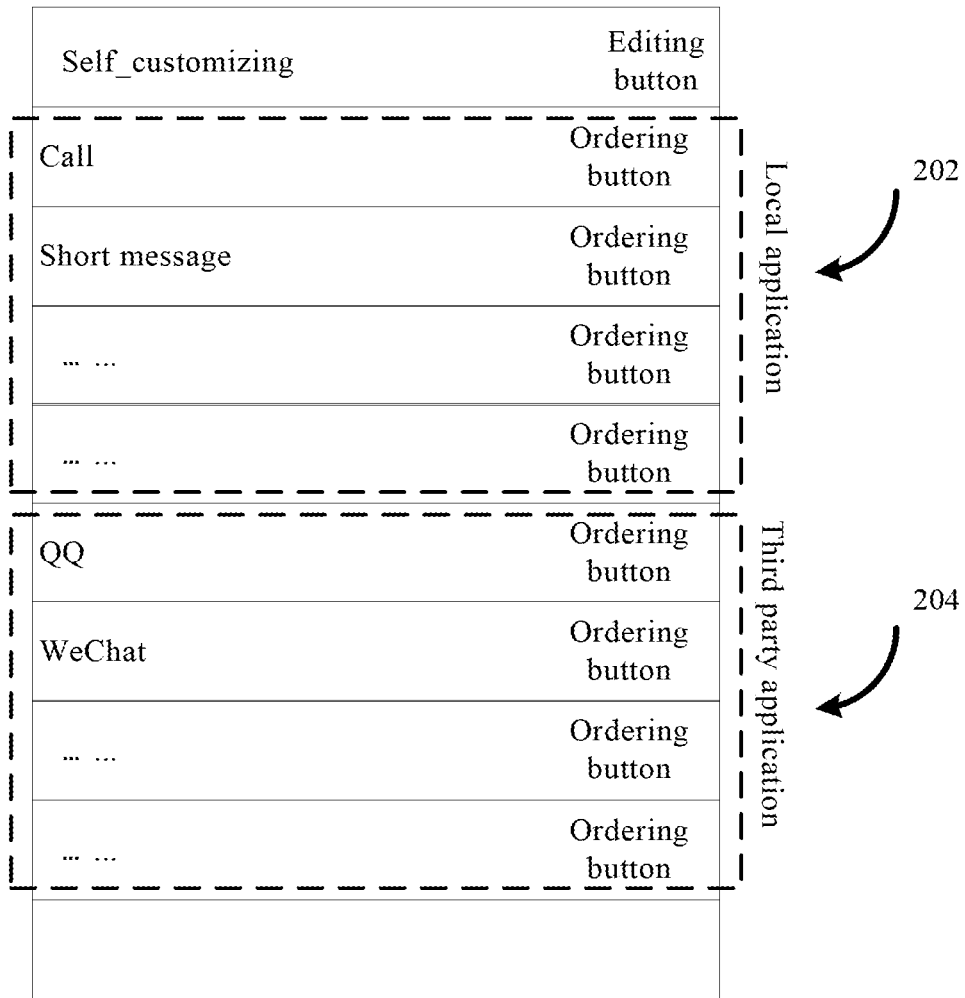 Self_customizing
Editing
button
Call
Ordering
button
Short message
Ordering
button
... ...
Ordering
button
... ...
Ordering
button
Local application
202
QQ
Ordering
button
WeChat
Ordering
button
... ...
Ordering
button
... ...
Ordering
button
Third party application
204